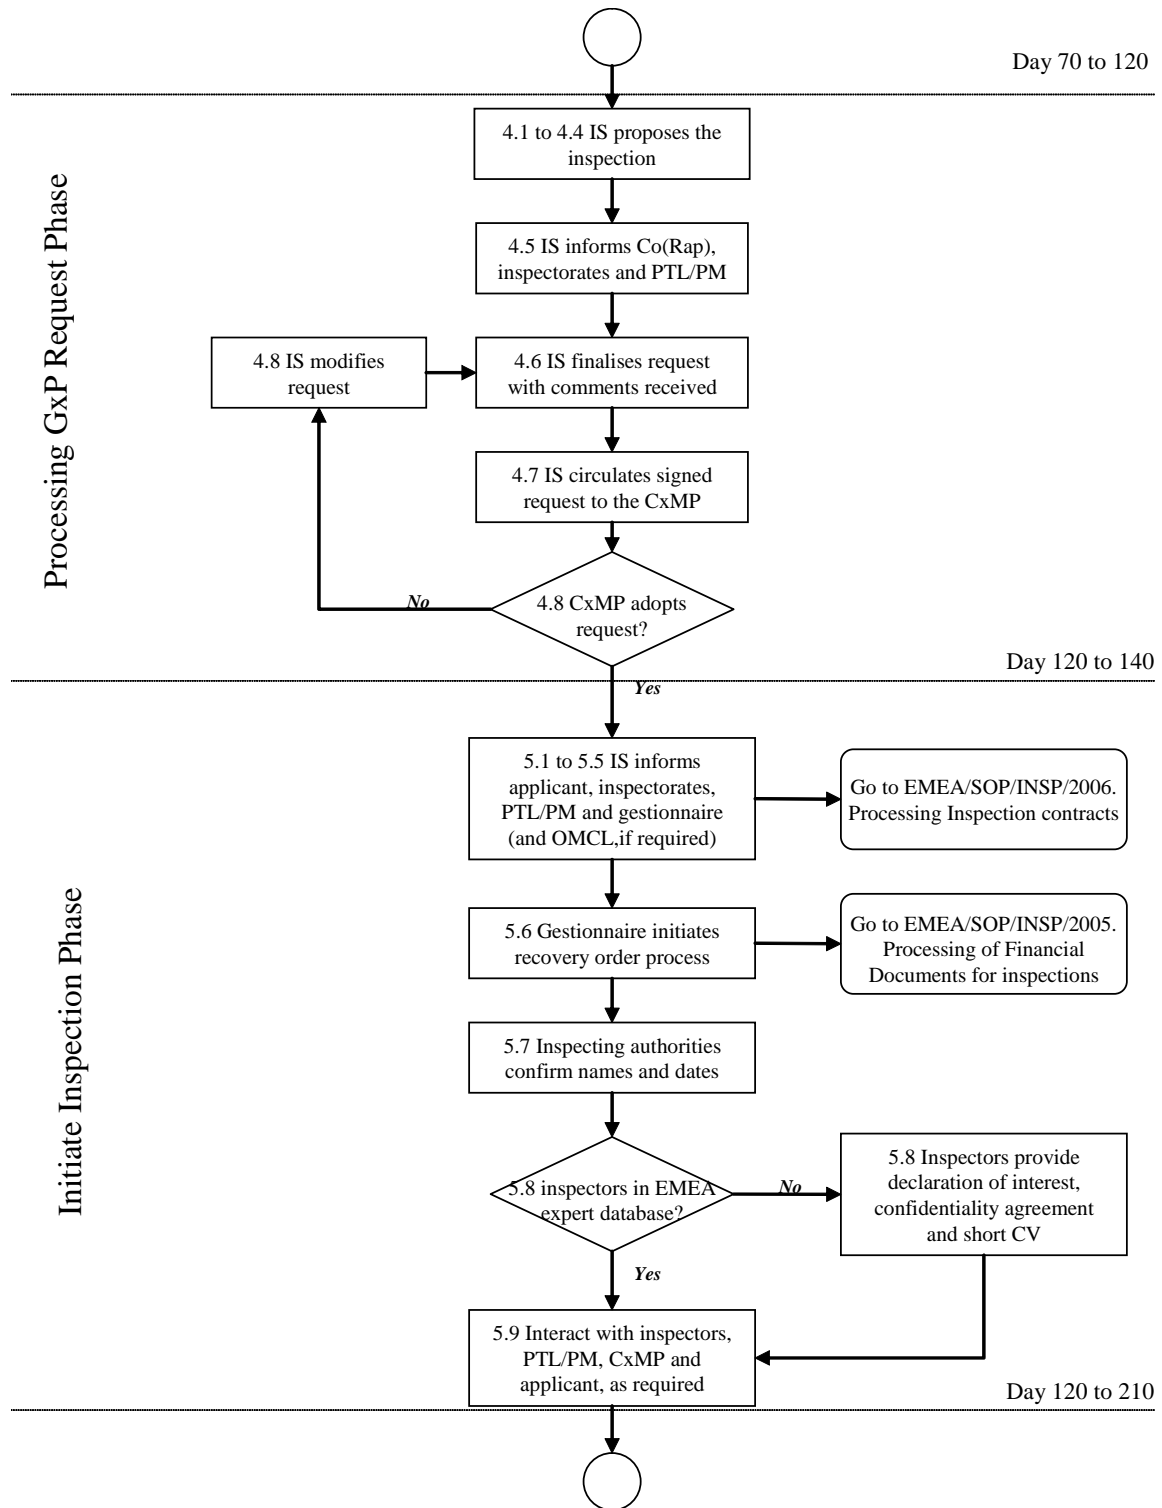 Day 70 to 120
Processing GxP Request Phase
4.1 to 4.4 IS proposes the
inspection
4.5 IS informs Co(Rap),
inspectorates and PTL/PM
4.8 IS modifies
request
4.6 IS finalises request
with comments received
4.7 IS circulates signed
request to the CxMP
4.8 CxMP adopts
request?
No
Day 120 to 140
Yes
Initiate Inspection Phase
5.1 to 5.5 IS informs
applicant, inspectorates,
PTL/PM and gestionnaire
(and OMCL,if required)
Go to EMEA/SOP/INSP/2006.
Processing Inspection contracts
5.6 Gestionnaire initiates
recovery order process
Go to EMEA/SOP/INSP/2005.
Processing of Financial
Documents for inspections
5.7 Inspecting authorities
confirm names and dates
5.8 inspectors in EMEA
expert database?
No
5.8 Inspectors provide
declaration of interest,
confidentiality agreement
and short CV
Yes
5.9 Interact with inspectors,
PTL/PM, CxMP and
applicant, as required
Day 120 to 210